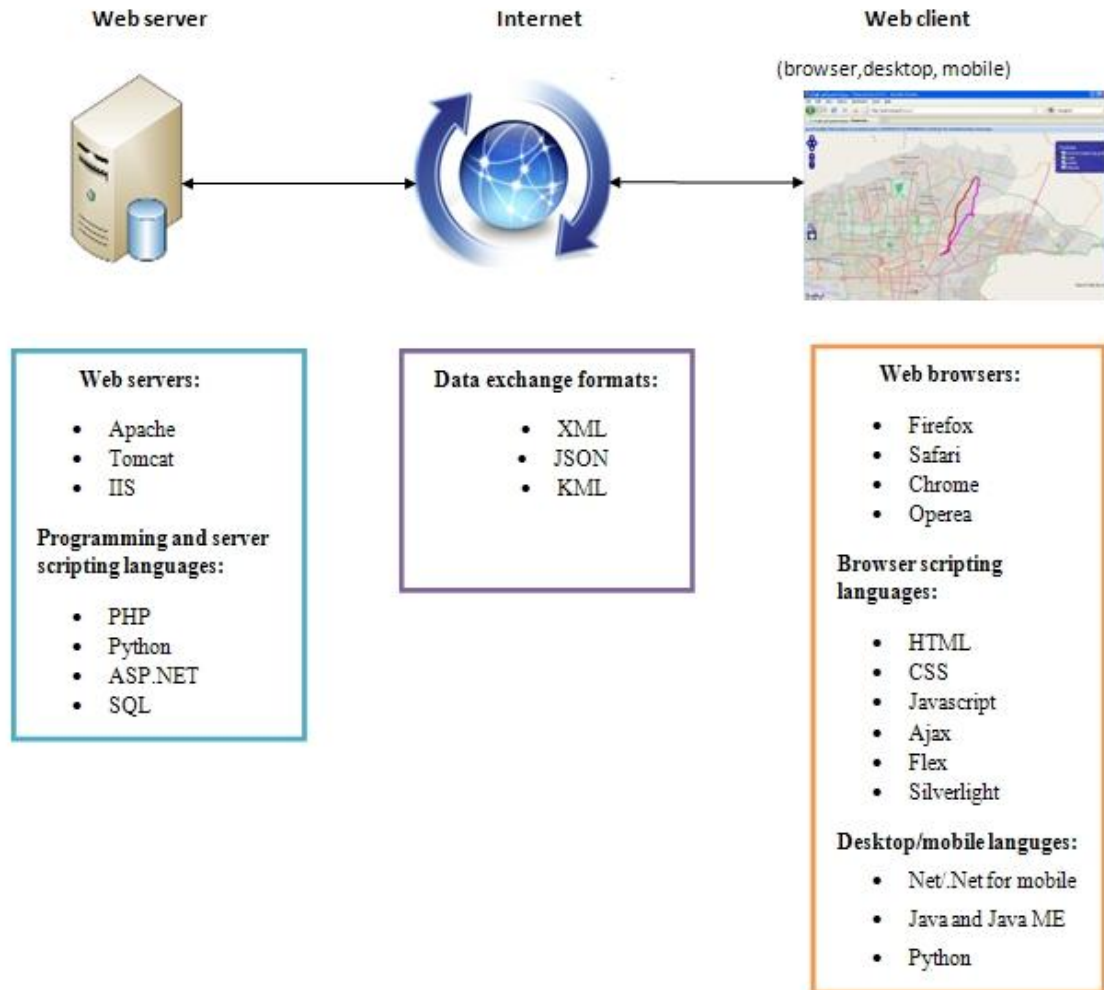 Web server
Internet
Web client
(browser,desktop, mobile)
Web servers:
• Apache
• Tomcat
• IIS
Programming and server
scripting languages:
• PHP
• Python
• ASP.NET
• SQL
Data exchange formats:
• XML
• JSON
• KML
Web browsers:
• Firefox
• Safari
• Chrome
• Operea
Browser scripting
languages:
• HTML
• CSS
• Javascript
• Ajax
• Flex
• Silverlight
Desktop/mobile languges:
• Net/.Net for mobile
• Java and Java ME
• Python